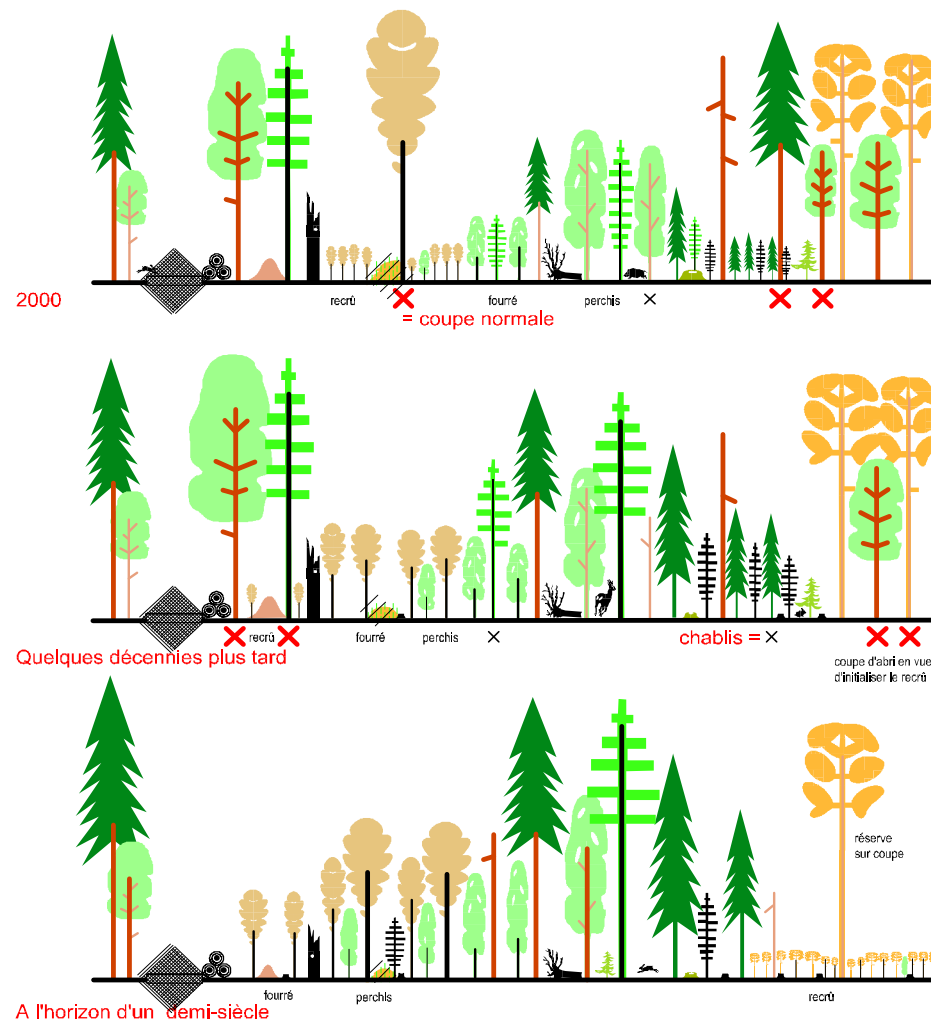 recrû
fourré
perchis
2000
= coupe normale
recrû
fourré
perchis
chablis =
Quelques décennies plus tard
coupe d'abri en vue
d'initialiser le recrû
réserve
sur coupe
fourré
perchis
recrû
A l'horizon d'un demi-siècle